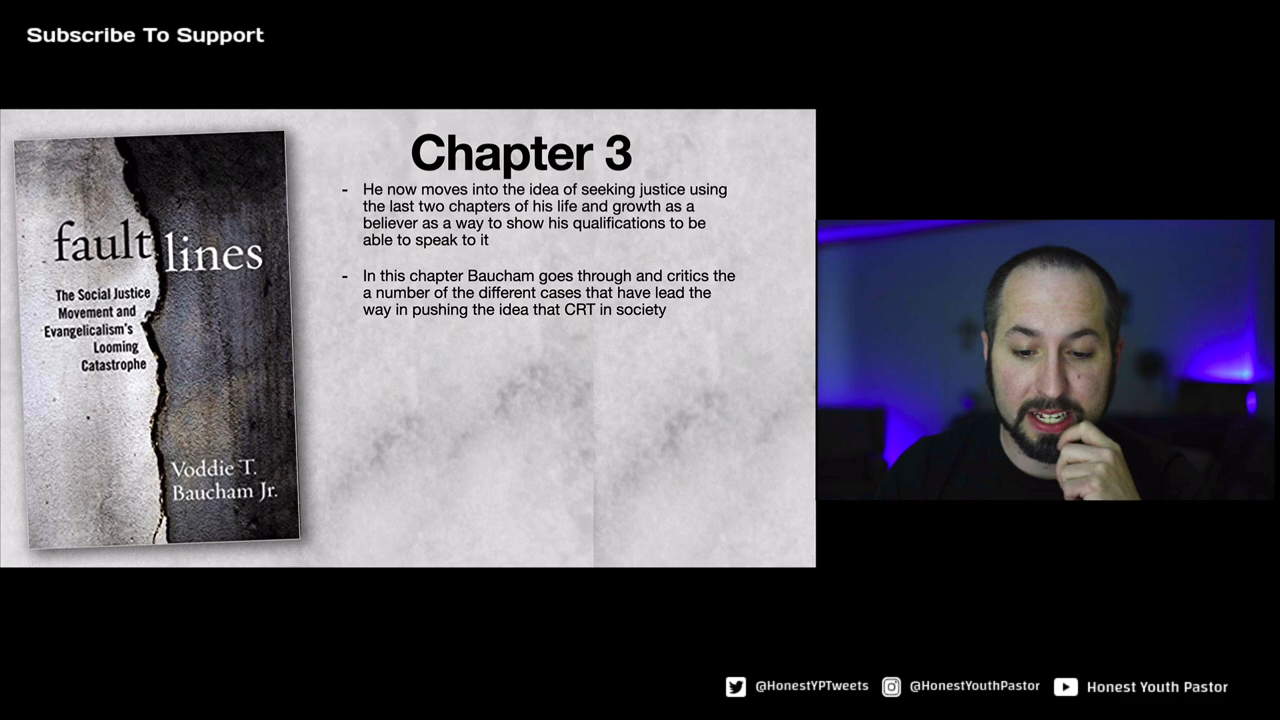 Subscribe To Support
fault lines
The Social Justice
Movement and
Evangelicalism's
Looming
Catastrophe
Voddie T.
Baucham Jr.
Chapter 3
- He now moves into the idea of seeking justice using
the last two chapters of his life and growth as a
believer as a way to show his qualifications to be
able to speak to it
- In this chapter Baucham goes through and critics the
a number of the different cases that have lead the
way in pushing the idea that CRT in society
@HonestYPTweets @HonestYouthPastor Honest Youth Pastor